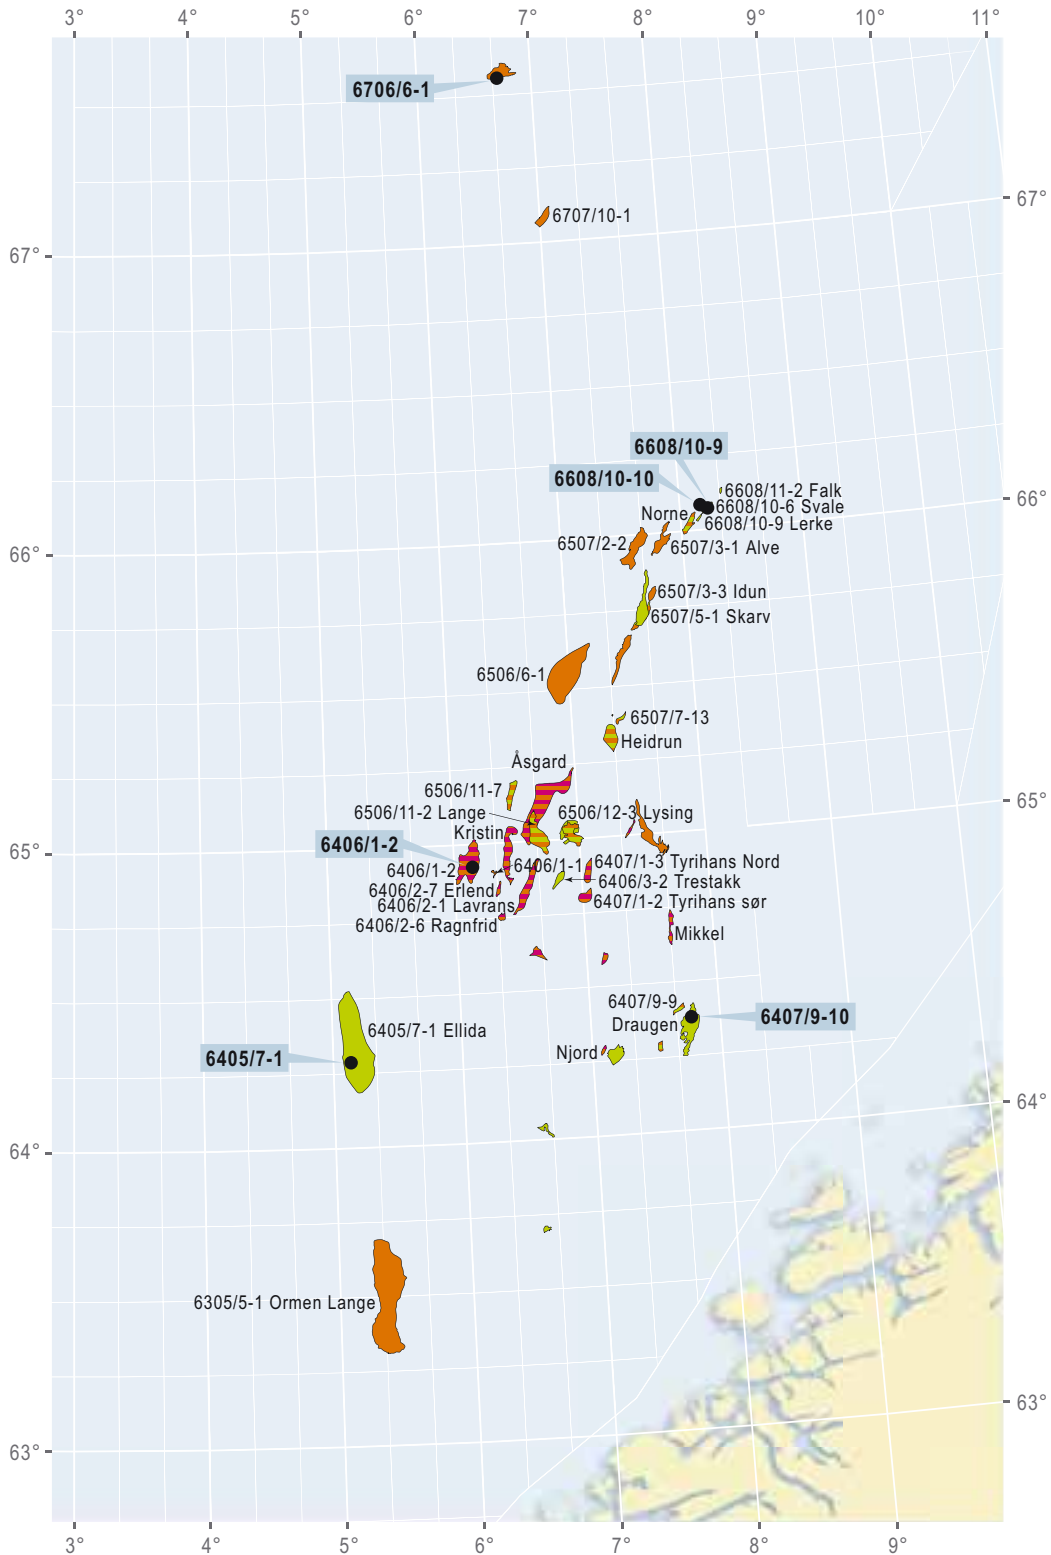 3° 4° 5° 6° 7° 8° 9° 10° 11°
6706/6-1
67°
6707/10-1
67°
6608/10-9
6608/10-10
6608/11-2 Falk
66°
6608/10-6 Svale
Norne
6608/10-9 Lerke
6507/2-2
6507/3-1 Alve
66°
6507/3-3 Idun
6507/5-1 Skarv
6506/6-1
6507/7-13
Heidrun
Åsgard
6506/11-7
65°
6506/11-2 Lange
6506/12-3 Lysing
Kristin
6406/1-2
65°
6406/1-2
6406/1-1
6407/1-3 Tyrihans Nord
6406/3-2 Trestakk
6406/2-7 Erlend
6407/1-2 Tyrihans sør
6406/2-1 Lavrans
6406/2-6 Ragnfrid
Mikkel
6407/9-9
6407/9-10
Draugen
6405/7-1 Ellida
Njord
6405/7-1
64°
64°
6305/5-1 Ormen Lange
63°
63°
3° 4° 5° 6° 7° 8° 9°